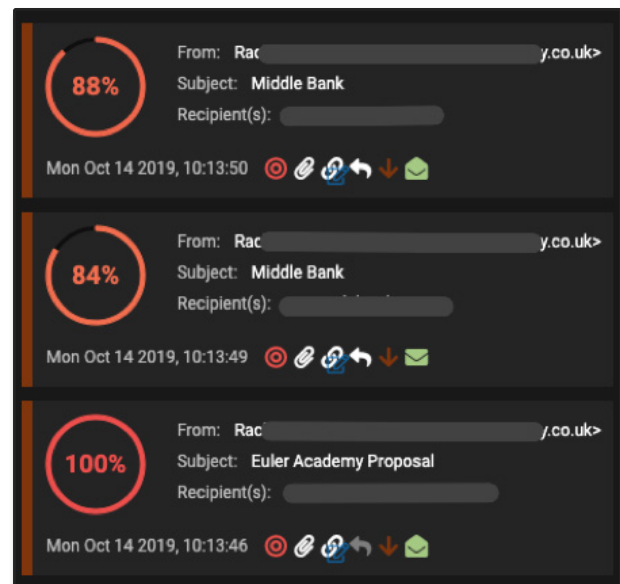 88%
From: Rac y.co.uk>
Subject: Middle Bank
Recipient(s):
Mon Oct 14 2019, 10:13:50
84%
From: Rac y.co.uk>
Subject: Middle Bank
Recipient(s):
Mon Oct 14 2019, 10:13:49
100%
From: Rac y.co.uk>
Subject: Euler Academy Proposal
Recipient(s):
Mon Oct 14 2019, 10:13:46